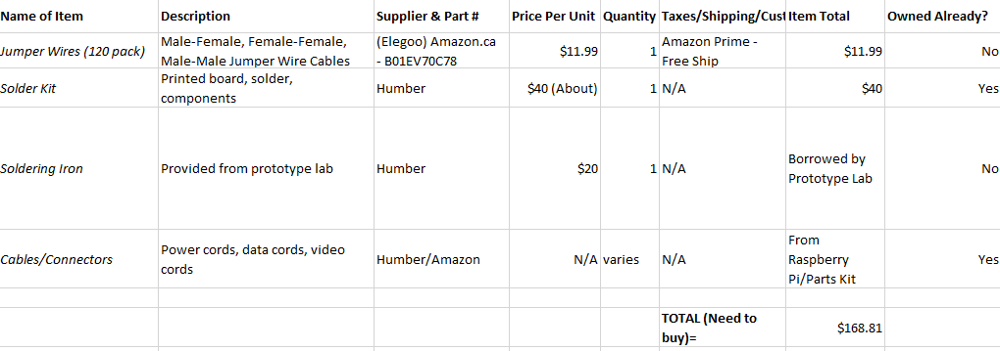 Name of Item Description Supplier & Part # Price Per Unit Quantity Taxes/Shipping/Cust Item Total Owned Already?
Jumper Wires (120 pack) Male-Female, Female-Female, (Elegoo) Amazon.ca $11.99 1 Amazon Prime - $11.99 No
Male-Male Jumper Wire Cables - B01EV70C78 Free Ship
Solder Kit Printed board, solder, Humber $40 (About) 1 N/A $40 Yes
components
Soldering Iron Provided from prototype lab Humber $20 1 N/A Borrowed by No
Prototype Lab
Cables/Connectors Power cords, data cords, video Humber/Amazon N/A varies N/A From Yes
cords Raspberry
Pi/Parts Kit
TOTAL (Need to $168.81
buy)=